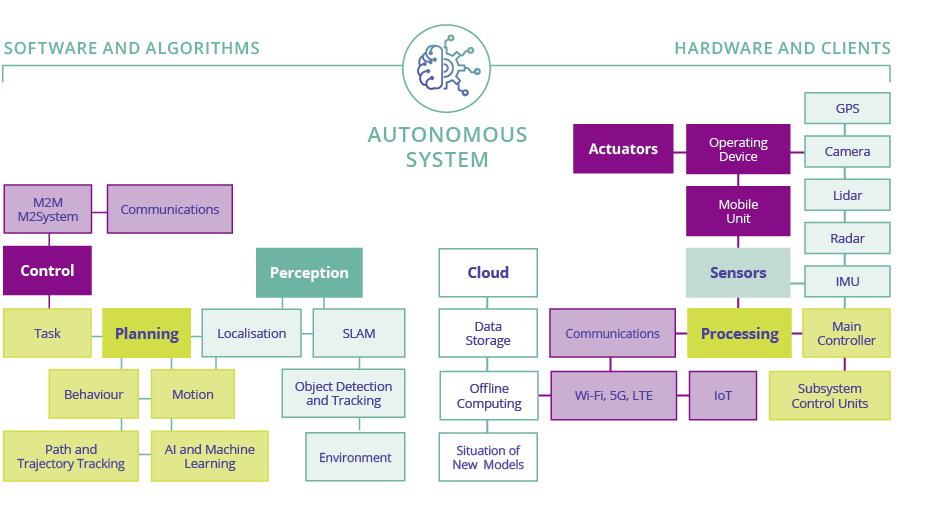 SOFTWARE AND ALGORITHMS
HARDWARE AND CLIENTS
AUTONOMOUS
SYSTEM
M2M
M2System
Communications
Control
Perception
Task
Planning
Localisation
SLAM
Behaviour
Motion
Object Detection
and Tracking
Path and
Trajectory Tracking
AI and Machine
Learning
Environment
Cloud
Data
Storage
Offline
Computing
Situation of
New Models
Actuators
Operating
Device
Mobile
Unit
Sensors
GPS
Camera
Lidar
Radar
IMU
Communications
Processing
Main
Controller
Wi-Fi, 5G, LTE
IoT
Subsystem
Control Units